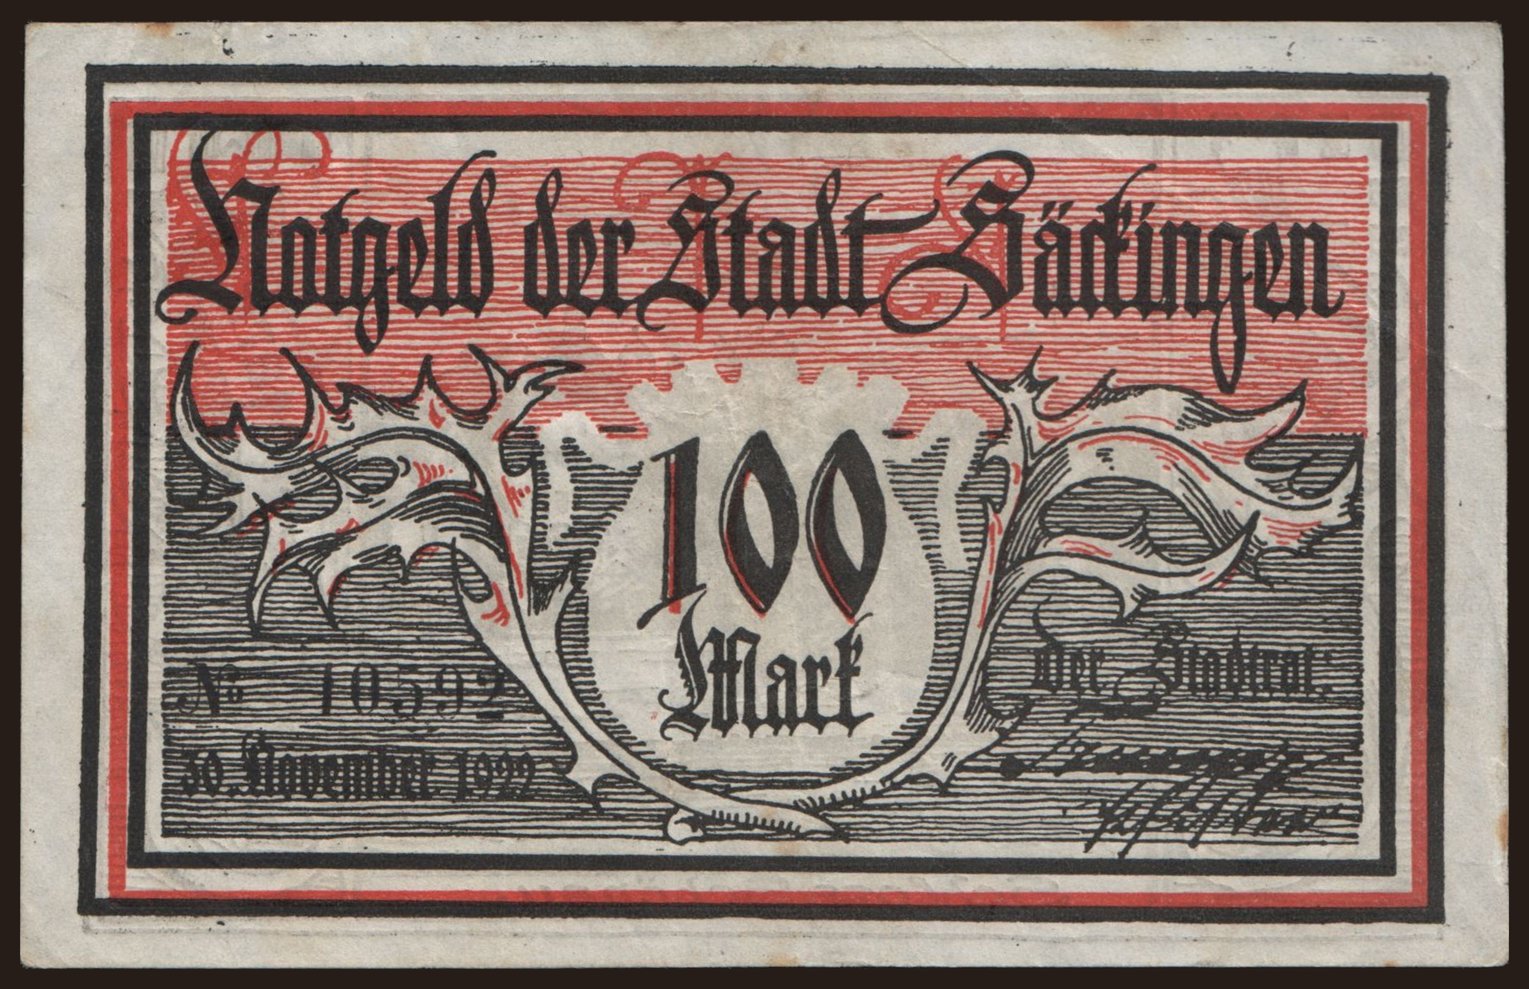 Notgeld der Stadt Säckingen
100
Mark
No 10592
30. November 1922
Der Stadtrat: